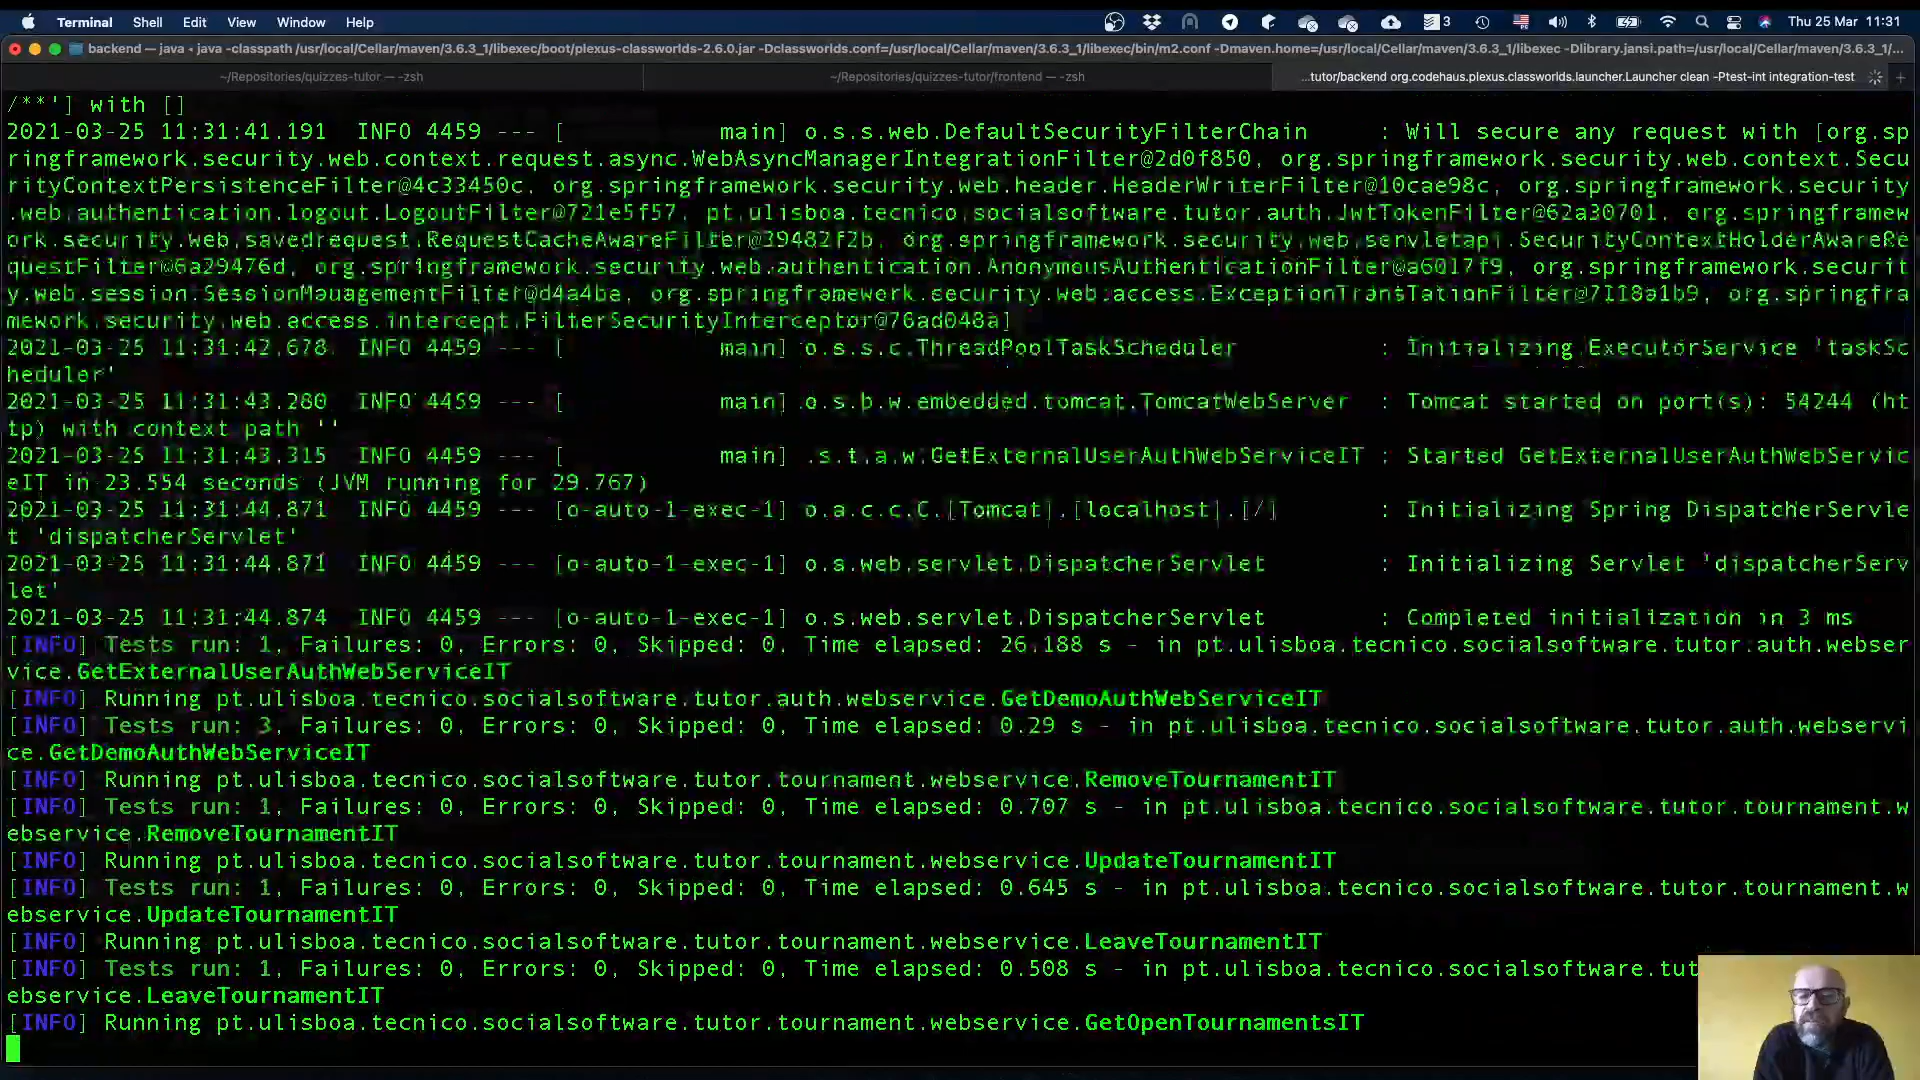 Terminal Shell Edit View Window Help 3 Thu 25 Mar 11:31
backend — java ‹ java -classpath /usr/local/Cellar/maven/3.6.3_1/libexec/boot/plexus-classworlds-2.6.0.jar -Dclassworlds.conf=/usr/local/Cellar/maven/3.6.3_1/libexec/bin/m2.conf -Dmaven.home=/usr/local/Cellar/maven/3.6.3_1/libexec -Dlibrary.jansi.path=/usr/local/Cellar/maven/3.6.3_1/libex...
~/Repositories/quizzes-tutor — -zsh ~/Repositories/quizzes-tutor/frontend — -zsh ...tutor/backend org.codehaus.plexus.classworlds.launcher.Launcher clean -Ptest-int integration-test +
/**'] with []
2021-03-25 11:31:41.191 INFO 4459 --- [ main] o.s.s.web.DefaultSecurityFilterChain : Will secure any request with [org.sp
ringframework.security.web.context.request.async.WebAsyncManagerIntegrationFilter@2d0f850, org.springframework.security.web.context.Secu
rityContextPersistenceFilter@4c33450c, org.springframework.security.web.header.HeaderWriterFilter@10cae98c, org.springframework.security
.web.authentication.logout.LogoutFilter@721e5f57, pt.ulisboa.tecnico.socialsoftware.tutor.auth.JwtTokenFilter@62a30701, org.springframew
ork.security.web.savedrequest.RequestCacheAwareFilter@39482f2b, org.springframework.security.web.servletapi.SecurityContextHolderAwareRe
questFilter@6a29476d, org.springframework.security.web.authentication.AnonymousAuthenticationFilter@a6017f9, org.springframework.securit
y.web.session.SessionManagementFilter@d4a4be, org.springframework.security.web.access.ExceptionTranslationFilter@7118a1b9, org.springfra
mework.security.web.access.intercept.FilterSecurityInterceptor@76ad048a]
2021-03-25 11:31:42.678 INFO 4459 --- [ main] o.s.s.c.ThreadPoolTaskScheduler : Initializing ExecutorService 'taskSc
heduler'
2021-03-25 11:31:43.280 INFO 4459 --- [ main] o.s.b.w.embedded.tomcat.TomcatWebServer : Tomcat started on port(s): 54244 (ht
tp) with context path ''
2021-03-25 11:31:43.315 INFO 4459 --- [ main] .s.t.a.w.GetExternalUserAuthWebServiceIT : Started GetExternalUserAuthWebServic
eIT in 23.554 seconds (JVM running for 29.767)
2021-03-25 11:31:44.871 INFO 4459 --- [o-auto-1-exec-1] o.a.c.c.C.[Tomcat].[localhost].[/] : Initializing Spring DispatcherServle
t 'dispatcherServlet'
2021-03-25 11:31:44.871 INFO 4459 --- [o-auto-1-exec-1] o.s.web.servlet.DispatcherServlet : Initializing Servlet 'dispatcherServ
let'
2021-03-25 11:31:44.874 INFO 4459 --- [o-auto-1-exec-1] o.s.web.servlet.DispatcherServlet : Completed initialization in 3 ms
[INFO] Tests run: 1, Failures: 0, Errors: 0, Skipped: 0, Time elapsed: 26.188 s - in pt.ulisboa.tecnico.socialsoftware.tutor.auth.webser
vice.GetExternalUserAuthWebServiceIT
[INFO] Running pt.ulisboa.tecnico.socialsoftware.tutor.auth.webservice.GetDemoAuthWebServiceIT
[INFO] Tests run: 3, Failures: 0, Errors: 0, Skipped: 0, Time elapsed: 0.29 s - in pt.ulisboa.tecnico.socialsoftware.tutor.auth.webservi
ce.GetDemoAuthWebServiceIT
[INFO] Running pt.ulisboa.tecnico.socialsoftware.tutor.tournament.webservice.RemoveTournamentIT
[INFO] Tests run: 1, Failures: 0, Errors: 0, Skipped: 0, Time elapsed: 0.707 s - in pt.ulisboa.tecnico.socialsoftware.tutor.tournament.w
ebservice.RemoveTournamentIT
[INFO] Running pt.ulisboa.tecnico.socialsoftware.tutor.tournament.webservice.UpdateTournamentIT
[INFO] Tests run: 1, Failures: 0, Errors: 0, Skipped: 0, Time elapsed: 0.645 s - in pt.ulisboa.tecnico.socialsoftware.tutor.tournament.w
ebservice.UpdateTournamentIT
[INFO] Running pt.ulisboa.tecnico.socialsoftware.tutor.tournament.webservice.LeaveTournamentIT
[INFO] Tests run: 1, Failures: 0, Errors: 0, Skipped: 0, Time elapsed: 0.508 s - in pt.ulisboa.tecnico.socialsoftware.tut
ebservice.LeaveTournamentIT
[INFO] Running pt.ulisboa.tecnico.socialsoftware.tutor.tournament.webservice.GetOpenTournamentsIT